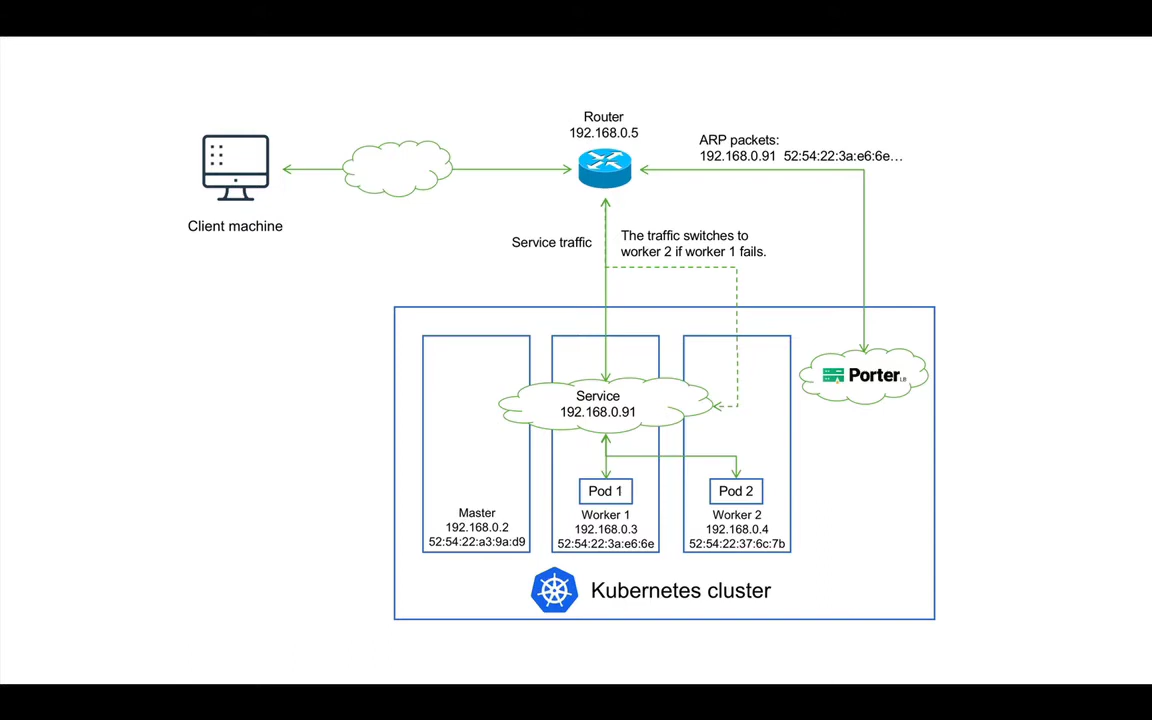 Router
192.168.0.5
ARP packets:
192.168.0.91 52:54:22:3a:e6:6e...
Client machine
Service traffic
The traffic switches to
worker 2 if worker 1 fails.
Porter LB
Service
192.168.0.91
Pod 1
Pod 2
Master
192.168.0.2
52:54:22:a3:9a:d9
Worker 1
192.168.0.3
52:54:22:3a:e6:6e
Worker 2
192.168.0.4
52:54:22:37:6c:7b
Kubernetes cluster